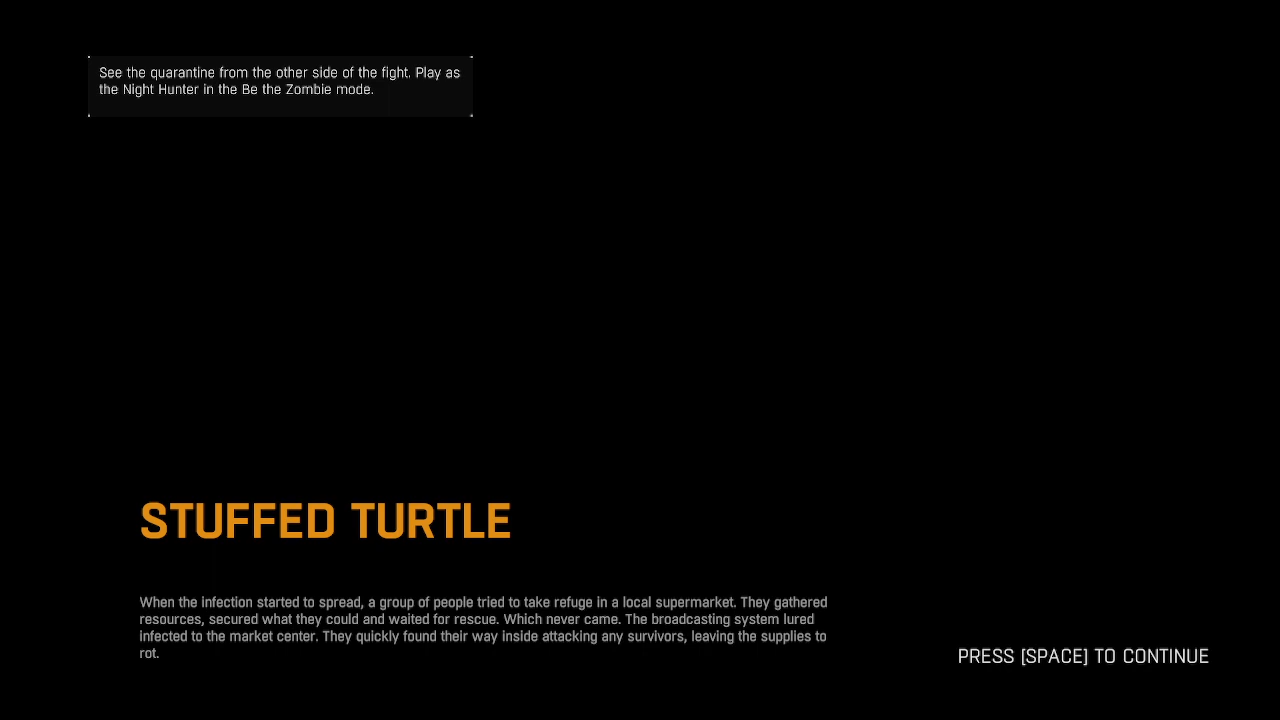 See the quarantine from the other side of the fight. Play as
the Night Hunter in the Be the Zombie mode.
STUFFED TURTLE
When the infection started to spread, a group of people tried to take refuge in a local supermarket. They gathered
resources, secured what they could and waited for rescue. Which never came. The broadcasting system lured
infected to the market center. They quickly found their way inside attacking any survivors, leaving the supplies to
rot.
PRESS [SPACE] TO CONTINUE